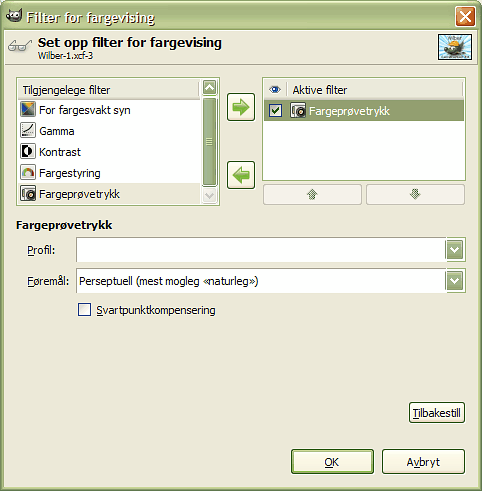 Filter for fargevising
Set opp filter for fargevising
Wilber-1.xcf-3
Tilgjengelege filter
For fargesvakt syn
Gamma
Kontrast
Fargestyring
Fargeprøvetrykk
Aktive filter
Fargeprøvetrykk
Fargeprøvetrykk
Profil:
Føremål: Perseptuell (mest mogleg «naturleg»)
Svartpunktkompensering
Tilbakestill
OK Avbryt